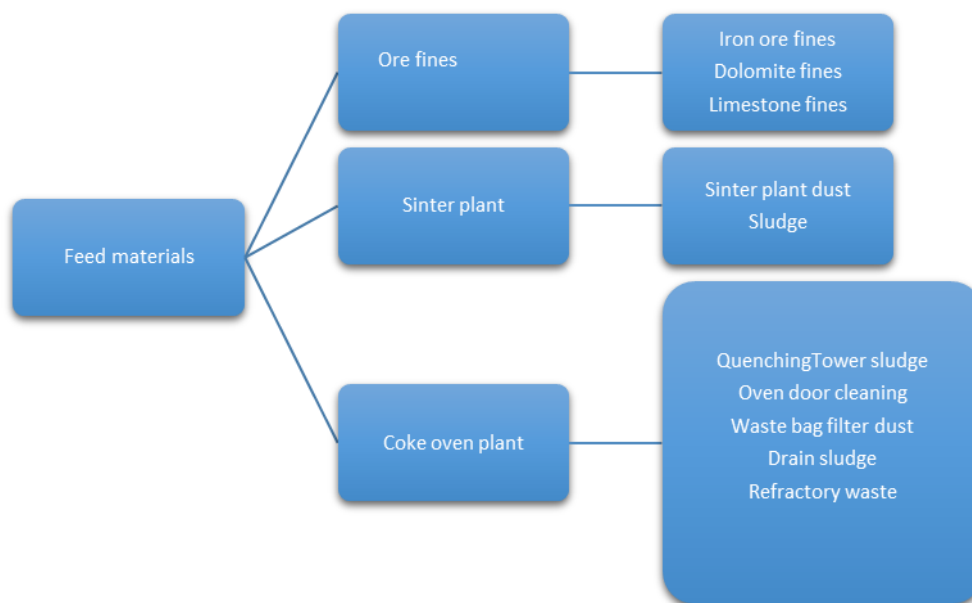 Feed materials
Ore fines
Iron ore fines
Dolomite fines
Limestone fines
Sinter plant
Sinter plant dust
Sludge
Coke oven plant
QuenchingTower sludge
Oven door cleaning
Waste bag filter dust
Drain sludge
Refractory waste